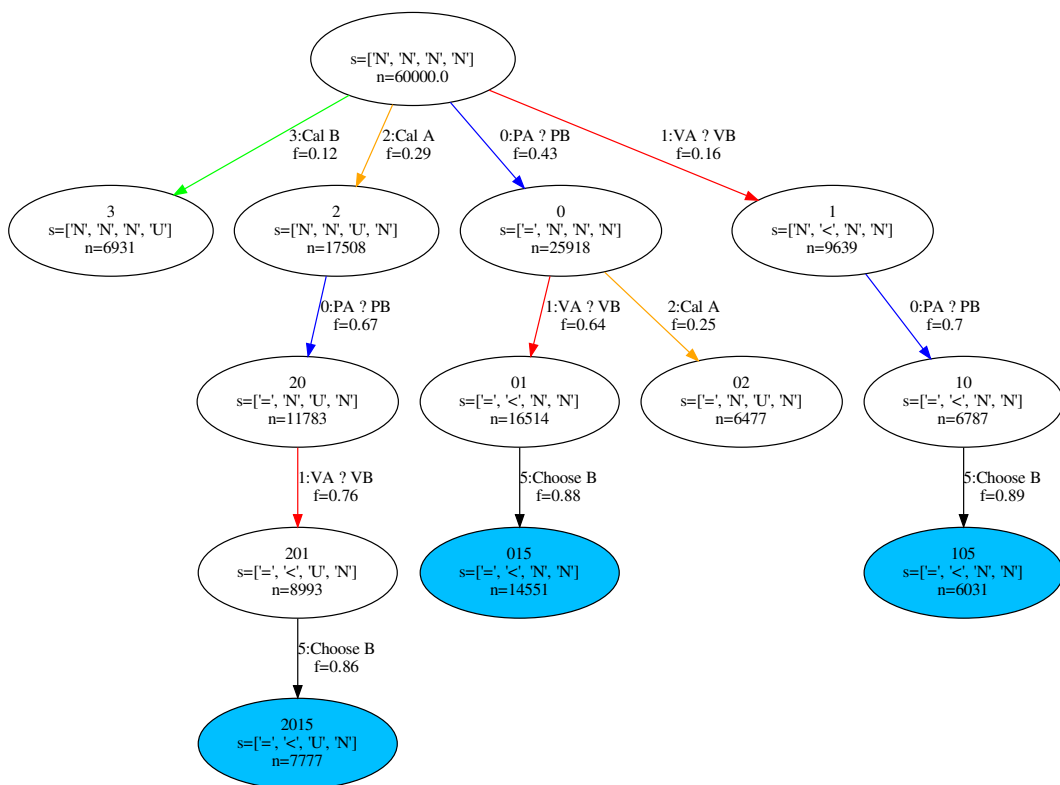 s=['N', 'N', 'N', 'N']
n=60000.0
3:Cal B
f=0.12
2:Cal A
f=0.29
0:PA ? PB
f=0.43
1:VA ? VB
f=0.16
3
s=['N', 'N', 'N', 'U']
n=6931
2
s=['N', 'N', 'U', 'N']
n=17508
0
s=['=', 'N', 'N', 'N']
n=25918
1
s=['N', '<', 'N', 'N']
n=9639
0:PA ? PB
f=0.67
1:VA ? VB
f=0.64
2:Cal A
f=0.25
0:PA ? PB
f=0.7
20
s=['=', 'N', 'U', 'N']
n=11783
01
s=['=', '<', 'N', 'N']
n=16514
02
s=['=', 'N', 'U', 'N']
n=6477
10
s=['=', '<', 'N', 'N']
n=6787
1:VA ? VB
f=0.76
5:Choose B
f=0.88
5:Choose B
f=0.89
201
s=['=', '<', 'U', 'N']
n=8993
015
s=['=', '<', 'N', 'N']
n=14551
105
s=['=', '<', 'N', 'N']
n=6031
5:Choose B
f=0.86
2015
s=['=', '<', 'U', 'N']
n=7777